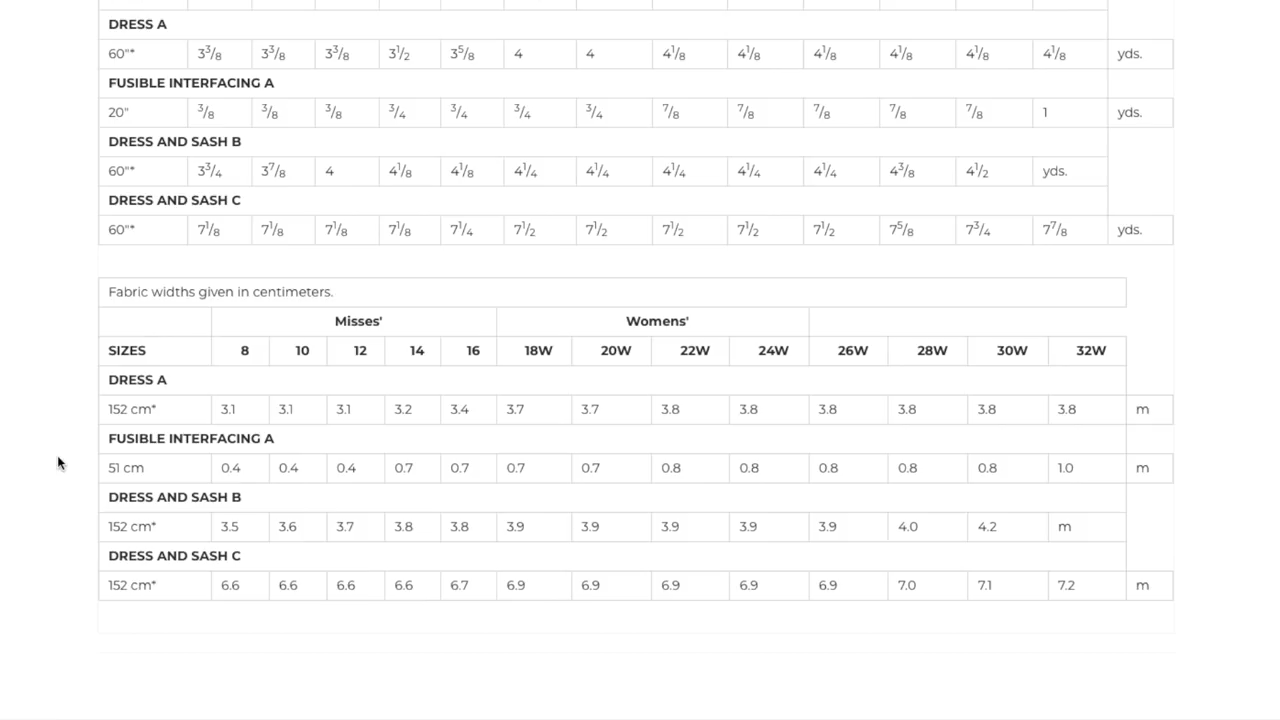 DRESS A
60"* 3 3/8 3 3/8 3 3/8 3 1/2 3 5/8 4 4 4 1/8 4 1/8 4 1/8 4 1/8 4 1/8 4 1/8 yds.
FUSIBLE INTERFACING A
20" 3/8 3/8 3/8 3/4 3/4 3/4 3/4 7/8 7/8 7/8 7/8 7/8 1 yds.
DRESS AND SASH B
60"* 3 3/4 3 7/8 4 4 1/8 4 1/8 4 1/4 4 1/4 4 1/4 4 1/4 4 1/4 4 3/8 4 1/2 yds.
DRESS AND SASH C
60"* 7 1/8 7 1/8 7 1/8 7 1/8 7 1/4 7 1/2 7 1/2 7 1/2 7 1/2 7 1/2 7 5/8 7 3/4 7 7/8 yds.
Fabric widths given in centimeters.
Misses' Womens'
SIZES 8 10 12 14 16 18W 20W 22W 24W 26W 28W 30W 32W
DRESS A
152 cm* 3.1 3.1 3.1 3.2 3.4 3.7 3.7 3.8 3.8 3.8 3.8 3.8 3.8 m
FUSIBLE INTERFACING A
51 cm 0.4 0.4 0.4 0.7 0.7 0.7 0.7 0.8 0.8 0.8 0.8 0.8 1.0 m
DRESS AND SASH B
152 cm* 3.5 3.6 3.7 3.8 3.8 3.9 3.9 3.9 3.9 3.9 4.0 4.2 m
DRESS AND SASH C
152 cm* 6.6 6.6 6.6 6.6 6.7 6.9 6.9 6.9 6.9 6.9 7.0 7.1 7.2 m